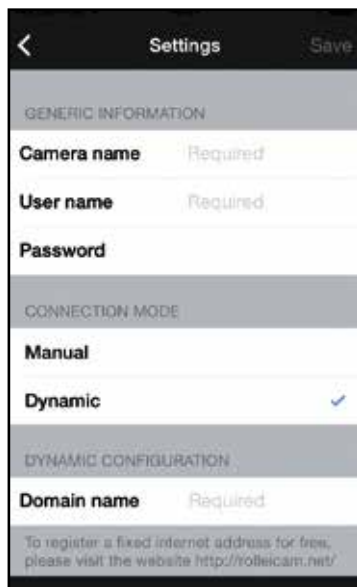 Settings Save
GENERIC INFORMATION
Camera name Required
User name Required
Password
CONNECTION MODE
Manual
Dynamic
DYNAMIC CONFIGURATION
Domain name Required
To register a fixed internet address for free,
please visit the website http://rolleicam.net/